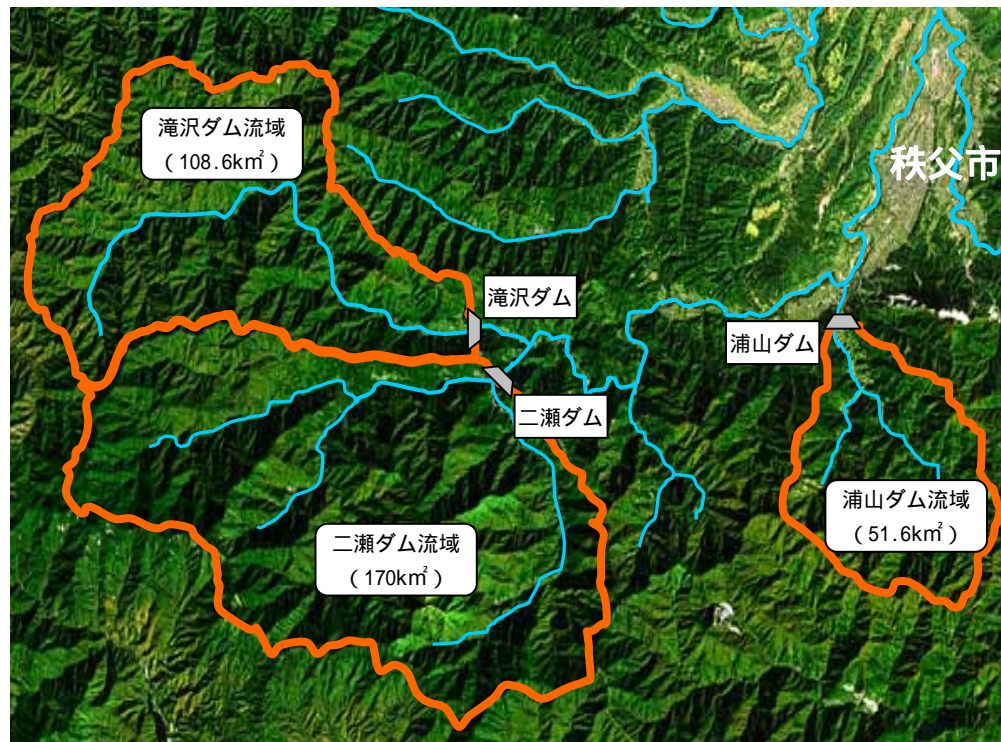 滝沢ダム流域
（108.6km²）
秩父市
滝沢ダム
浦山ダム
二瀬ダム
浦山ダム流域
（51.6km²）
二瀬ダム流域
（170km²）